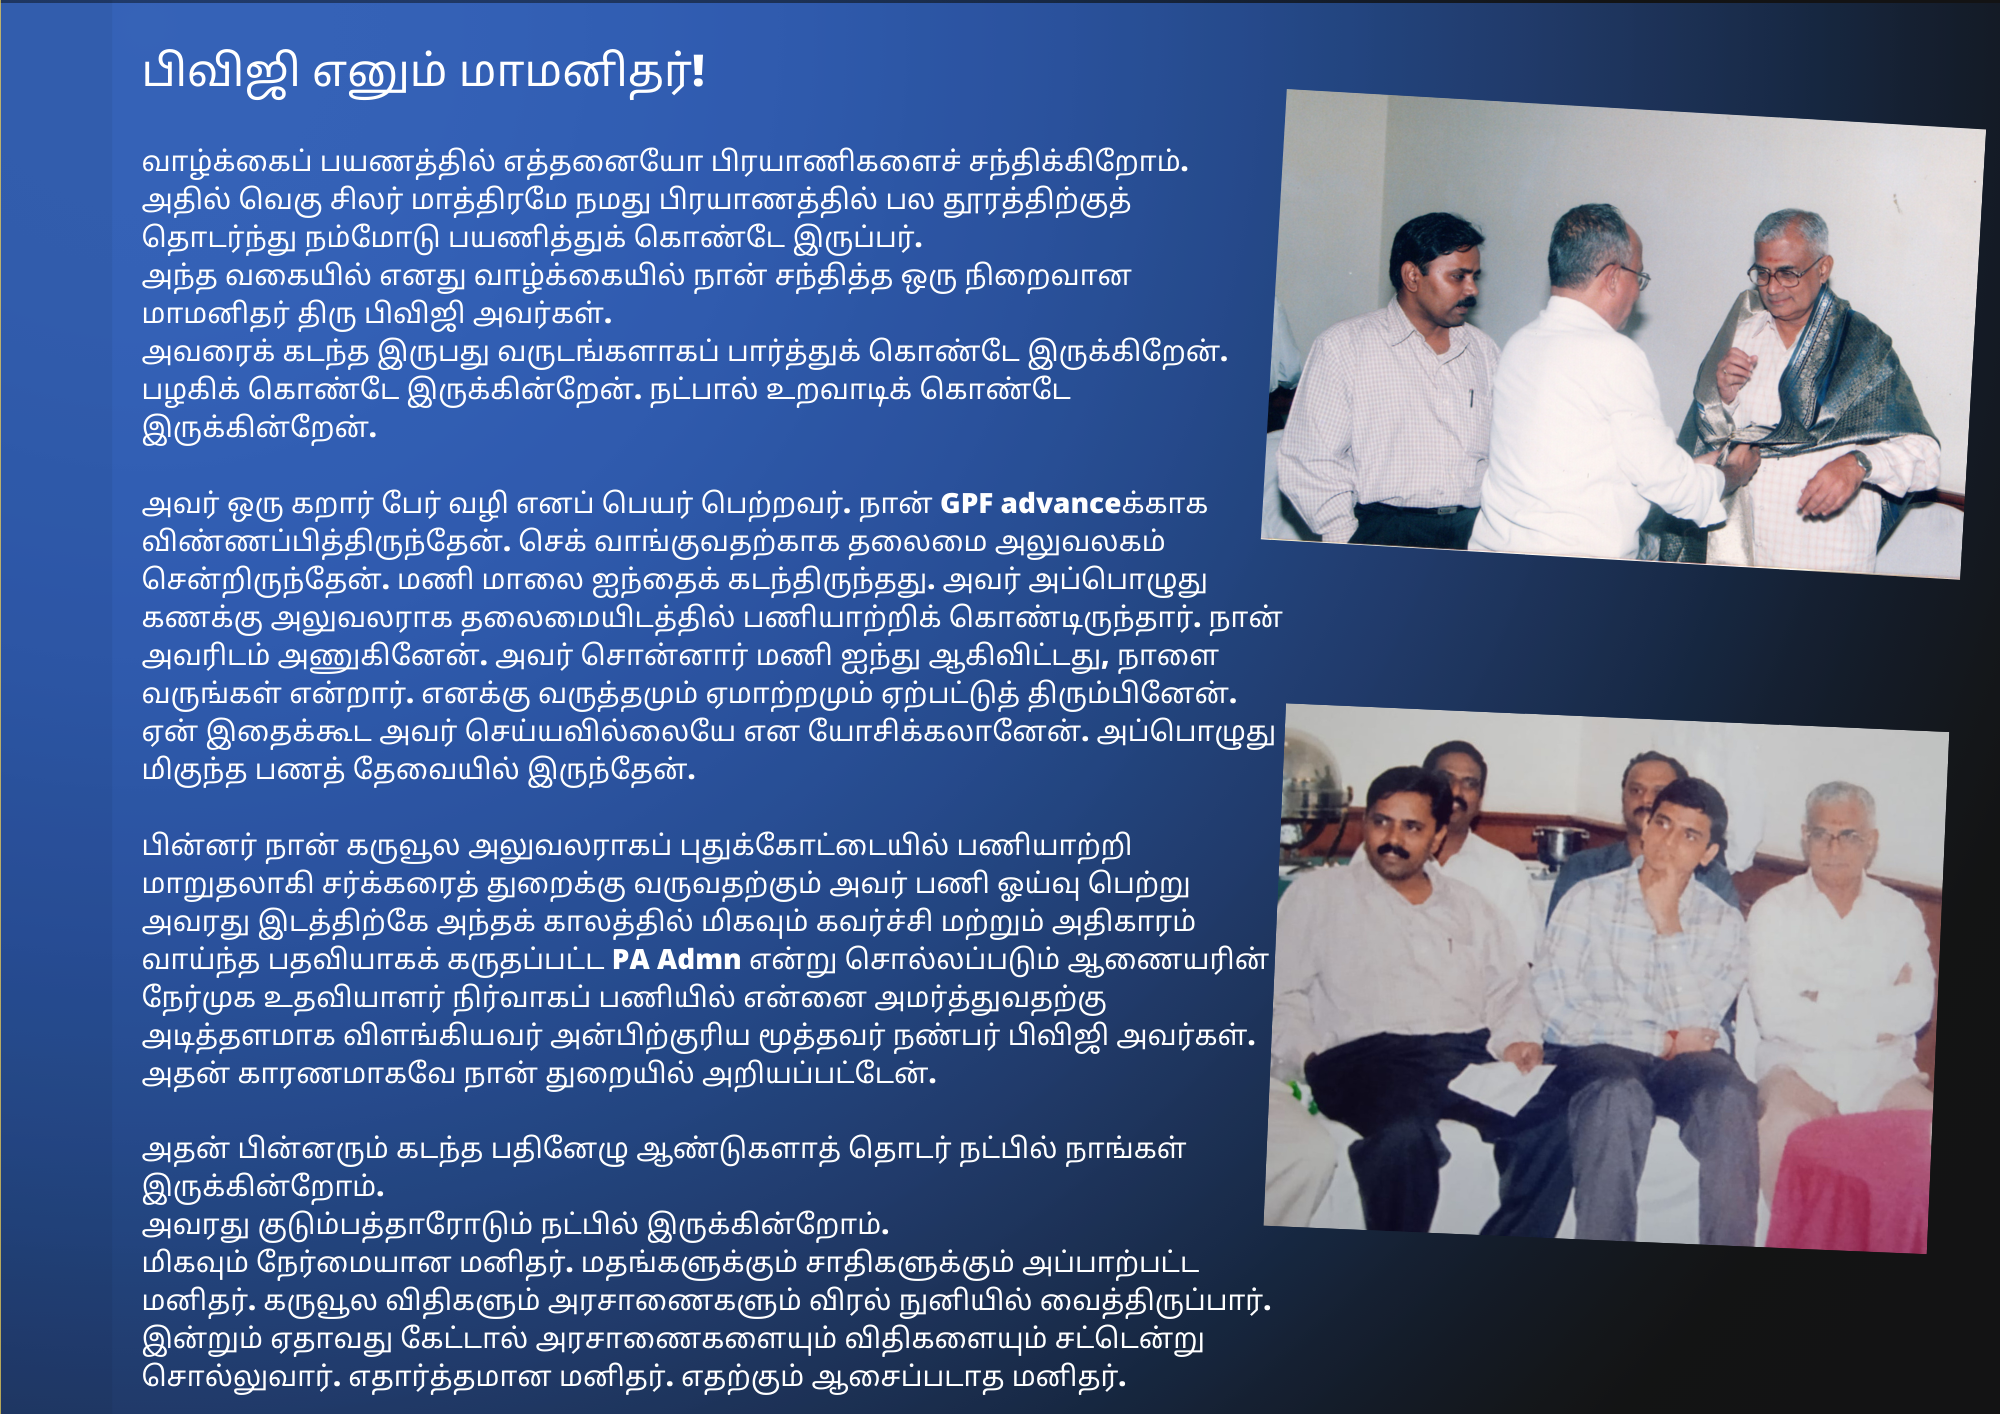 பிவிஜி எனும் மாமனிதர்!
வாழ்க்கைப் பயணத்தில் எத்தனையோ பிரயாணிகளைச் சந்திக்கிறோம்.
அதில் வெகு சிலர் மாத்திரமே நமது பிரயாணத்தில் பல தூரத்திற்குத்
தொடர்ந்து நம்மோடு பயணித்துக் கொண்டே இருப்பர்.
அந்த வகையில் எனது வாழ்க்கையில் நான் சந்தித்த ஒரு நிறைவான
மாமனிதர் திரு பிவிஜி அவர்கள்.
அவரைக் கடந்த இருபது வருடங்களாகப் பார்த்துக் கொண்டே இருக்கிறேன்.
பழகிக் கொண்டே இருக்கின்றேன். நட்பால் உறவாடிக் கொண்டே
இருக்கின்றேன்.
அவர் ஒரு கறார் பேர் வழி எனப் பெயர் பெற்றவர். நான் GPF advanceக்காக
விண்ணப்பித்திருந்தேன். செக் வாங்குவதற்காக தலைமை அலுவலகம்
சென்றிருந்தேன். மணி மாலை ஐந்தைக் கடந்திருந்தது. அவர் அப்பொழுது
கணக்கு அலுவலராக தலைமையிடத்தில் பணியாற்றிக் கொண்டிருந்தார். நான்
அவரிடம் அணுகினேன். அவர் சொன்னார் மணி ஐந்து ஆகிவிட்டது, நாளை
வருங்கள் என்றார். எனக்கு வருத்தமும் ஏமாற்றமும் ஏற்பட்டுத் திரும்பினேன்.
ஏன் இதைக்கூட அவர் செய்யவில்லையே என யோசிக்கலானேன். அப்பொழுது
மிகுந்த பணத் தேவையில் இருந்தேன்.
பின்னர் நான் கருவூல அலுவலராகப் புதுக்கோட்டையில் பணியாற்றி
மாறுதலாகி சர்க்கரைத் துறைக்கு வருவதற்கும் அவர் பணி ஓய்வு பெற்று
அவரது இடத்திற்கே அந்தக் காலத்தில் மிகவும் கவர்ச்சி மற்றும் அதிகாரம்
வாய்ந்த பதவியாகக் கருதப்பட்ட PA Admn என்று சொல்லப்படும் ஆணையரின்
நேர்முக உதவியாளர் நிர்வாகப் பணியில் என்னை அமர்த்துவதற்கு
அடித்தளமாக விளங்கியவர் அன்பிற்குரிய மூத்தவர் நண்பர் பிவிஜி அவர்கள்.
அதன் காரணமாகவே நான் துறையில் அறியப்பட்டேன்.
அதன் பின்னரும் கடந்த பதினேழு ஆண்டுகளாத் தொடர் நட்பில் நாங்கள்
இருக்கின்றோம்.
அவரது குடும்பத்தாரோடும் நட்பில் இருக்கின்றோம்.
மிகவும் நேர்மையான மனிதர். மதங்களுக்கும் சாதிகளுக்கும் அப்பாற்பட்ட
மனிதர். கருவூல விதிகளும் அரசாணைகளும் விரல் நுனியில் வைத்திருப்பார்.
இன்றும் ஏதாவது கேட்டால் அரசாணைகளையும் விதிகளையும் சட்டென்று
சொல்லுவார். எதார்த்தமான மனிதர். எதற்கும் ஆசைப்படாத மனிதர்.